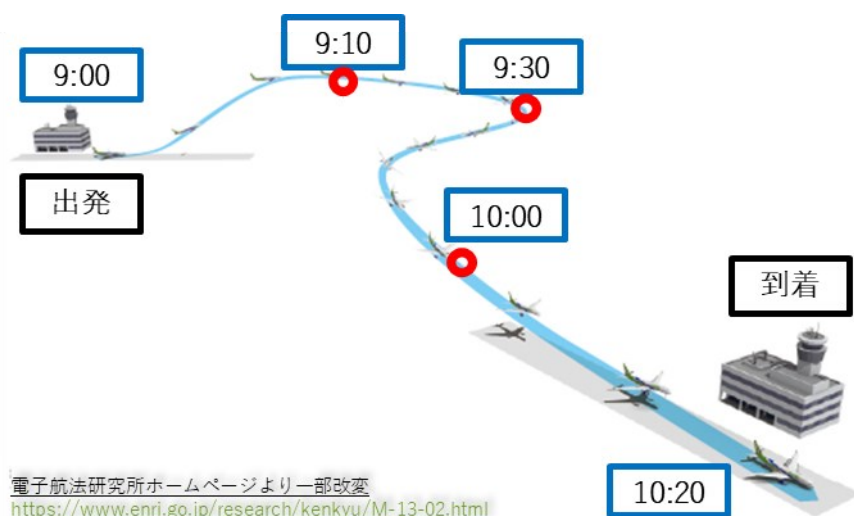 9:10
9:00
9:30
出発
10:00
到着
電子航法研究所ホームページより一部改変
https://www.enri.go.jp/research/kenkyu/M-13-02.html
10:20